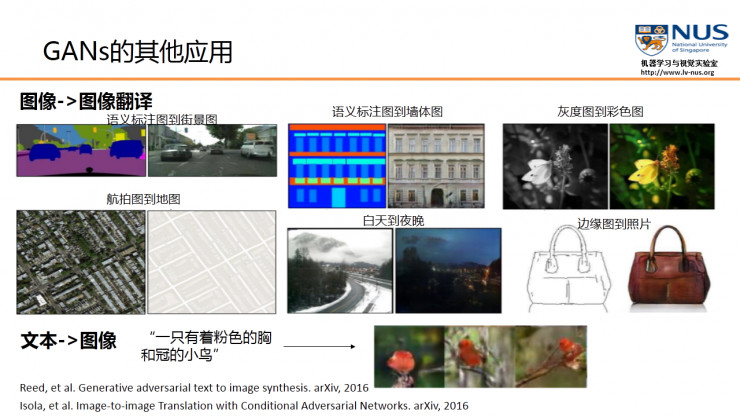 GANs的其他应用
NUS
National University
of Singapore
机器学习与视觉实验室
http://www.lv-nus.org
图像->图像翻译
语义标注图到街景图
语义标注图到墙体图
灰度图到彩色图
航拍图到地图
白天到夜晚
边缘图到照片
文本->图像
“一只有着粉色的胸
和冠的小鸟”
Reed, et al. Generative adversarial text to image synthesis. arXiv, 2016
Isola, et al. Image-to-image Translation with Conditional Adversarial Networks. arXiv, 2016